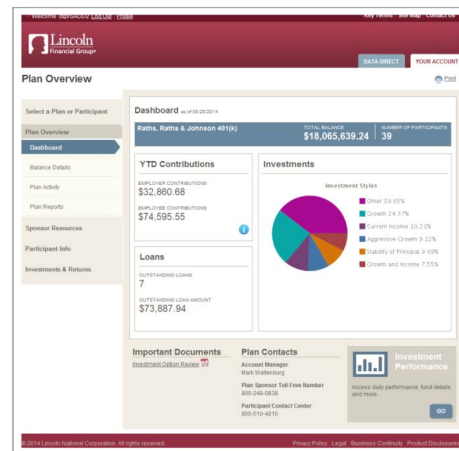 Welcome dsprSADD2 Log Out Profile
Key Terms · Site Map · Contact Us
Lincoln
Financial Group®
DATA DIRECT
YOUR ACCOUNT
Plan Overview
Print
Select a Plan or Participant
Plan Overview
Dashboard
Balance Details
Plan Activity
Plan Reports
Sponsor Resources
Participant Info
Investments & Returns
Dashboard as of 05/28/2014
Raths, Raths & Johnson 401(k)
TOTAL BALANCE
$18,065,639.24
NUMBER OF PARTICIPANTS
39
YTD Contributions
EMPLOYER CONTRIBUTIONS
$32,860.68
EMPLOYEE CONTRIBUTIONS
$74,595.55
Loans
OUTSTANDING LOANS
7
OUTSTANDING LOAN AMOUNT
$73,887.94
Investments
Investment Styles
Other 39.65%
Growth 24.37%
Current Income 10.21%
Aggressive Growth 9.12%
Stability of Principal 9.09%
Growth and Income 7.55%
Important Documents
Investment Option Review
Plan Contacts
Account Manager
Mark Waltenburg
Plan Sponsor Toll-Free Number
800-248-0838
Participant Contact Center
800-510-4015
Investment
Performance
Access daily performance, fund details
and more.
GO
© 2014 Lincoln National Corporation. All rights reserved.
Privacy Policy Legal Business Continuity Product Disclosures